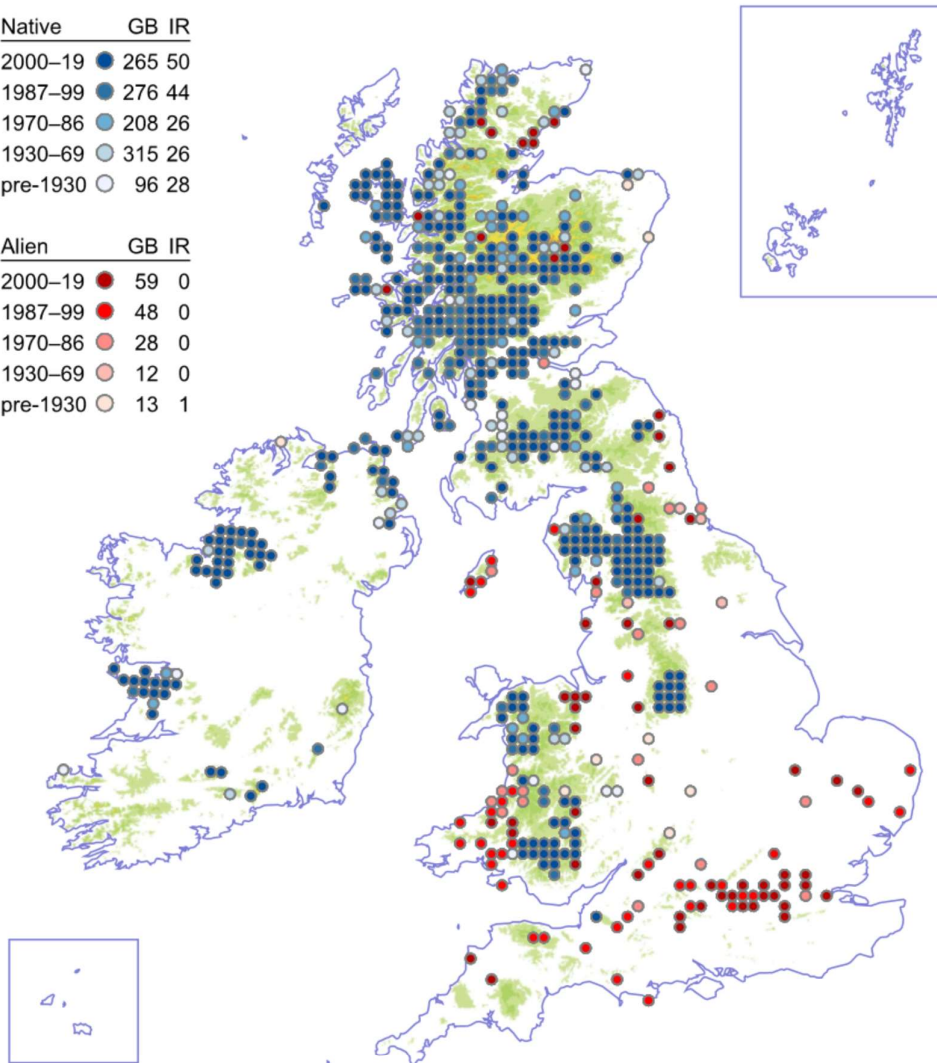 Native GB IR
2000–19 265 50
1987–99 276 44
1970–86 208 26
1930–69 315 26
pre-1930 96 28
Alien GB IR
2000–19 59 0
1987–99 48 0
1970–86 28 0
1930–69 12 0
pre-1930 13 1